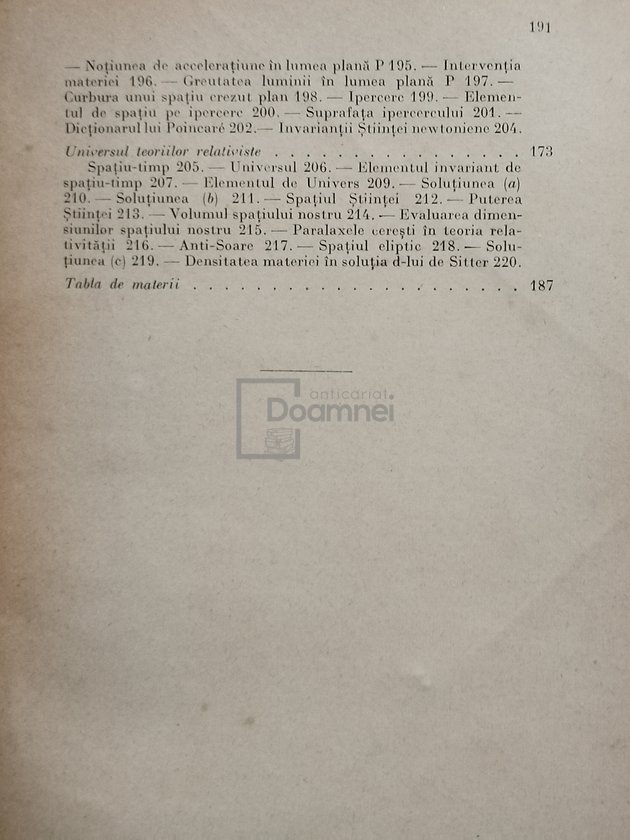 191
— Noțiunea de accelerațiune în lumea plană P 195. — Intervenția
materiei 196. — Greutatea luminii în lumea plană P 197. —
Curbura unui spațiu crezut plan 198. — Ipercerc 199. — Elemen-
tul de spațiu pe ipercerc 200. — Suprafața ipercercului 201. —
Dicționarul lui Poincaré 202. — Invarianții Științei newtoniene 204.
Universul teoriilor relativiste . . . . . . . . . . . . . . . 173
Spațiu-timp 205. — Universul 206. — Elementul invariant de
spațiu-timp 207. — Elementul de Univers 209. — Soluțiunea (a)
210. — Soluțiunea (b) 211. — Spațiul Științei 212. — Puterea
Științei 213. — Volumul spațiului nostru 214. — Evaluarea dimen-
siunilor spațiului nostru 215. — Paralaxele cerești în teoria rela-
tivității 216. — Anti-Soare 217. — Spațiul eliptic 218. — Solu-
țiunea (c) 219. — Densitatea materiei în soluția d-lui de Sitter 220.
Tabla de materii . . . . . . . . . . . . . . . . . . . 187
anticariat
Doamnei